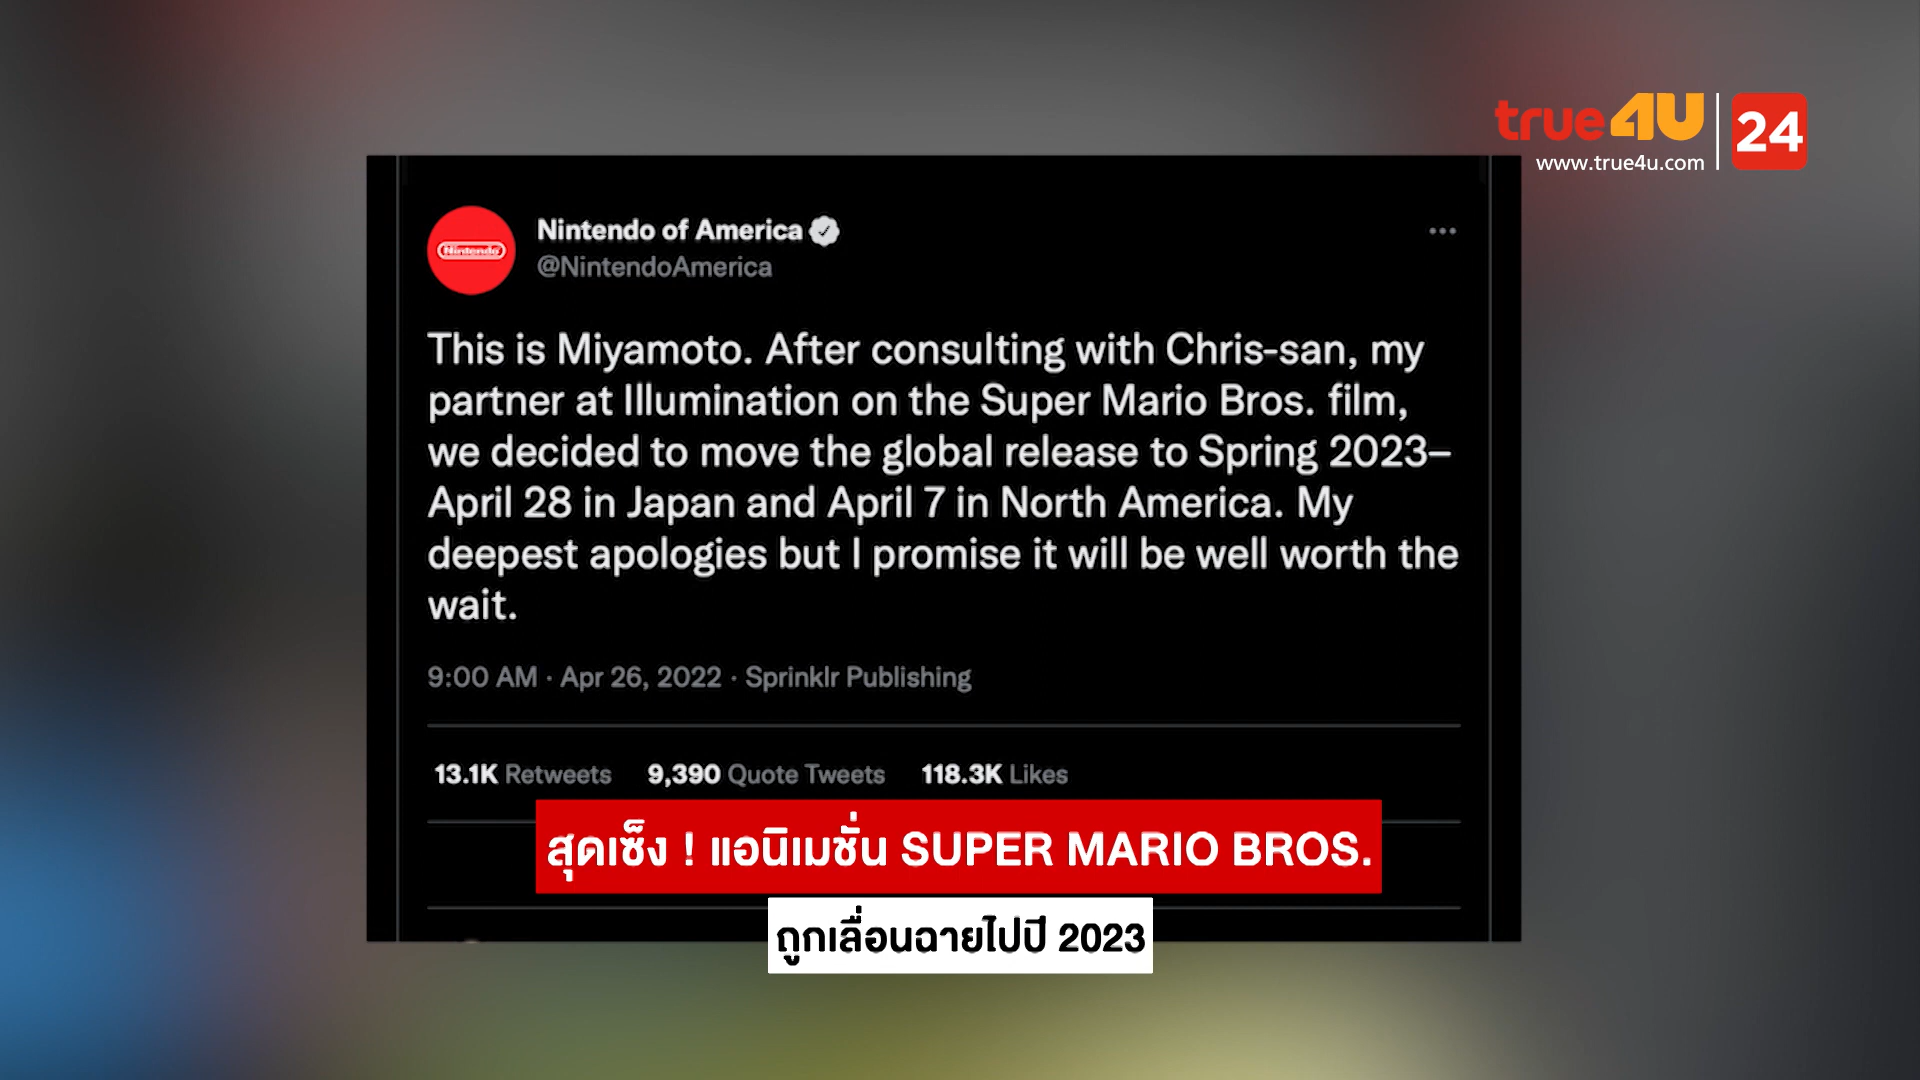 true4U
www.true4u.com
24
Nintendo
Nintendo of America
@NintendoAmerica
This is Miyamoto. After consulting with Chris-san, my
partner at Illumination on the Super Mario Bros. film,
we decided to move the global release to Spring 2023–
April 28 in Japan and April 7 in North America. My
deepest apologies but I promise it will be well worth the
wait.
9:00 AM · Apr 26, 2022 · Sprinklr Publishing
13.1K Retweets 9,390 Quote Tweets 118.3K Likes
สุดเซ็ง ! แอนิเมชั่น SUPER MARIO BROS.
ถูกเลื่อนฉายไปปี 2023